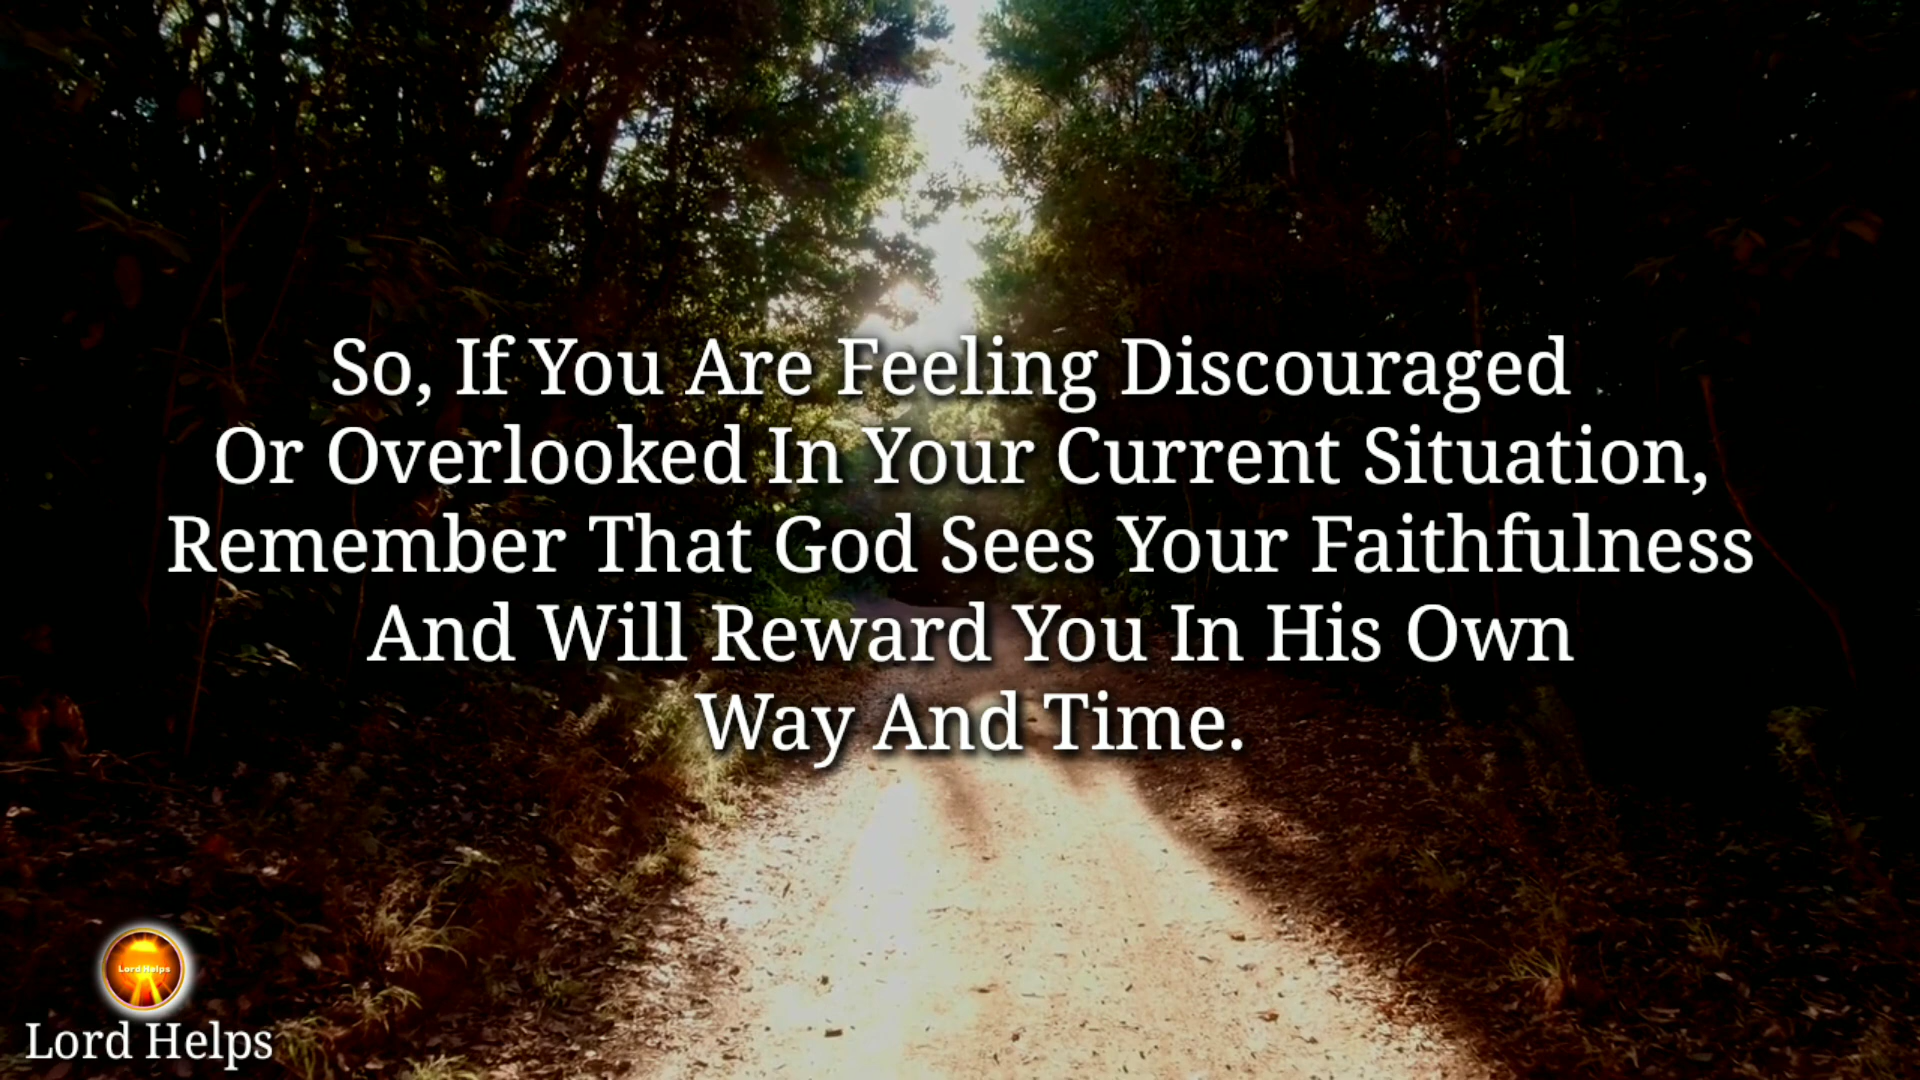 So, If You Are Feeling Discouraged
Or Overlooked In Your Current Situation,
Remember That God Sees Your Faithfulness
And Will Reward You In His Own
Way And Time.
Lord Helps
Lord Helps